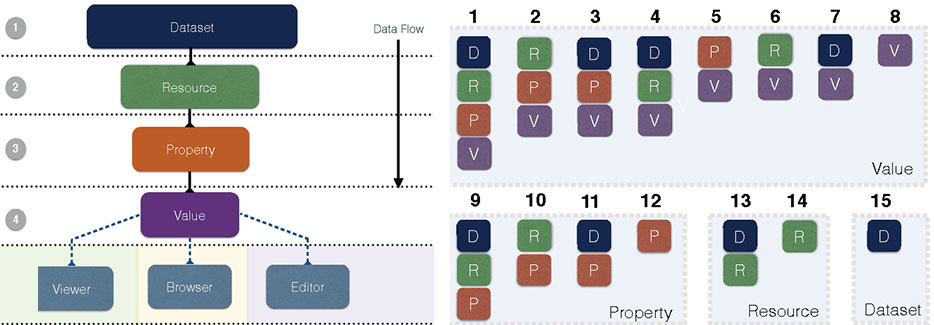 1
Dataset
Data Flow
2
Resource
3
Property
4
Value
Viewer
Browser
Editor
1 2 3 4 5 6 7 8
D R D D P R D V
R P P R V V V
P V V V V
V
Value
9 10 11 12
D R D P
R P P
P
Property
13 14
D R
R
Resource
15
D
Dataset